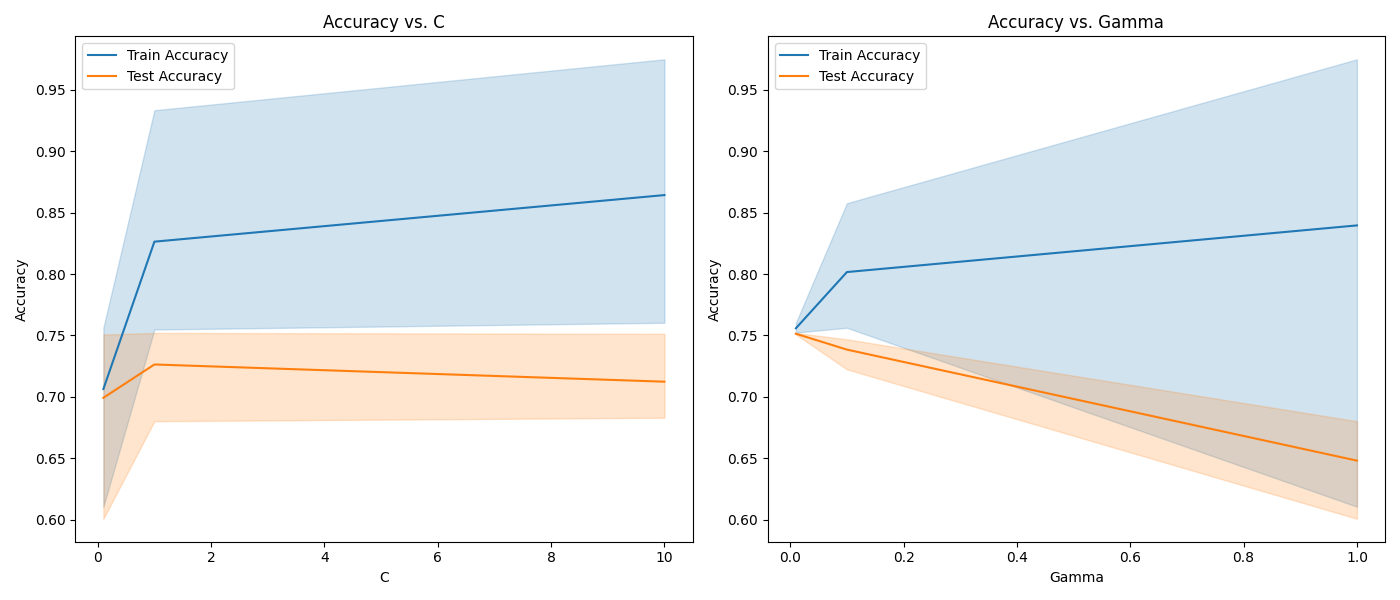 Accuracy vs. C
Train Accuracy
Test Accuracy
Accuracy
0.95
0.90
0.85
0.80
0.75
0.70
0.65
0.60
0 2 4 6 8 10
C
Accuracy vs. Gamma
Train Accuracy
Test Accuracy
Accuracy
0.95
0.90
0.85
0.80
0.75
0.70
0.65
0.60
0.0 0.2 0.4 0.6 0.8 1.0
Gamma